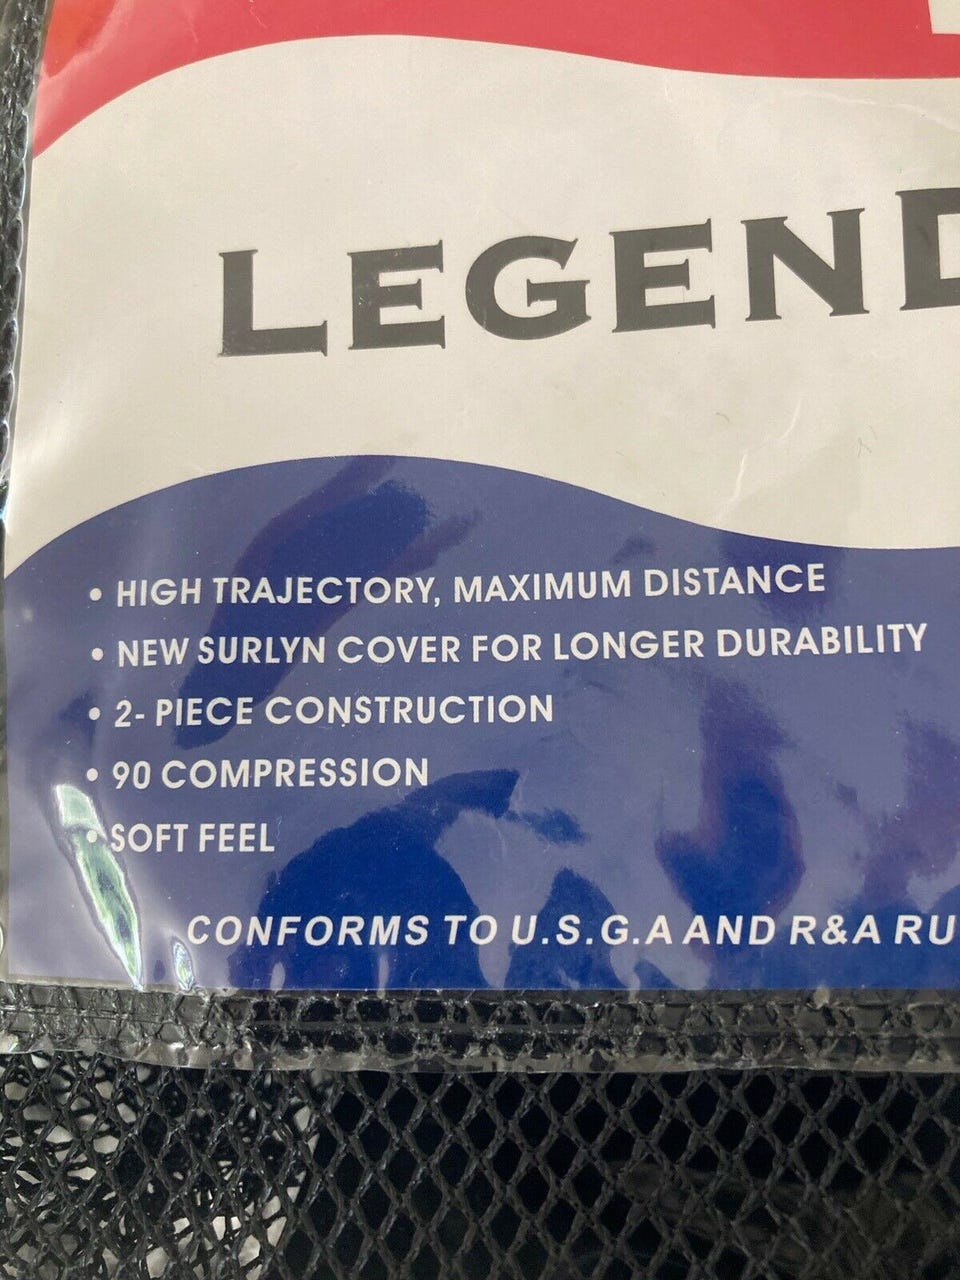 LEGEND
• HIGH TRAJECTORY, MAXIMUM DISTANCE
• NEW SURLYN COVER FOR LONGER DURABILITY
• 2- PIECE CONSTRUCTION
• 90 COMPRESSION
• SOFT FEEL
CONFORMS TO U.S.G.A AND R&A RU